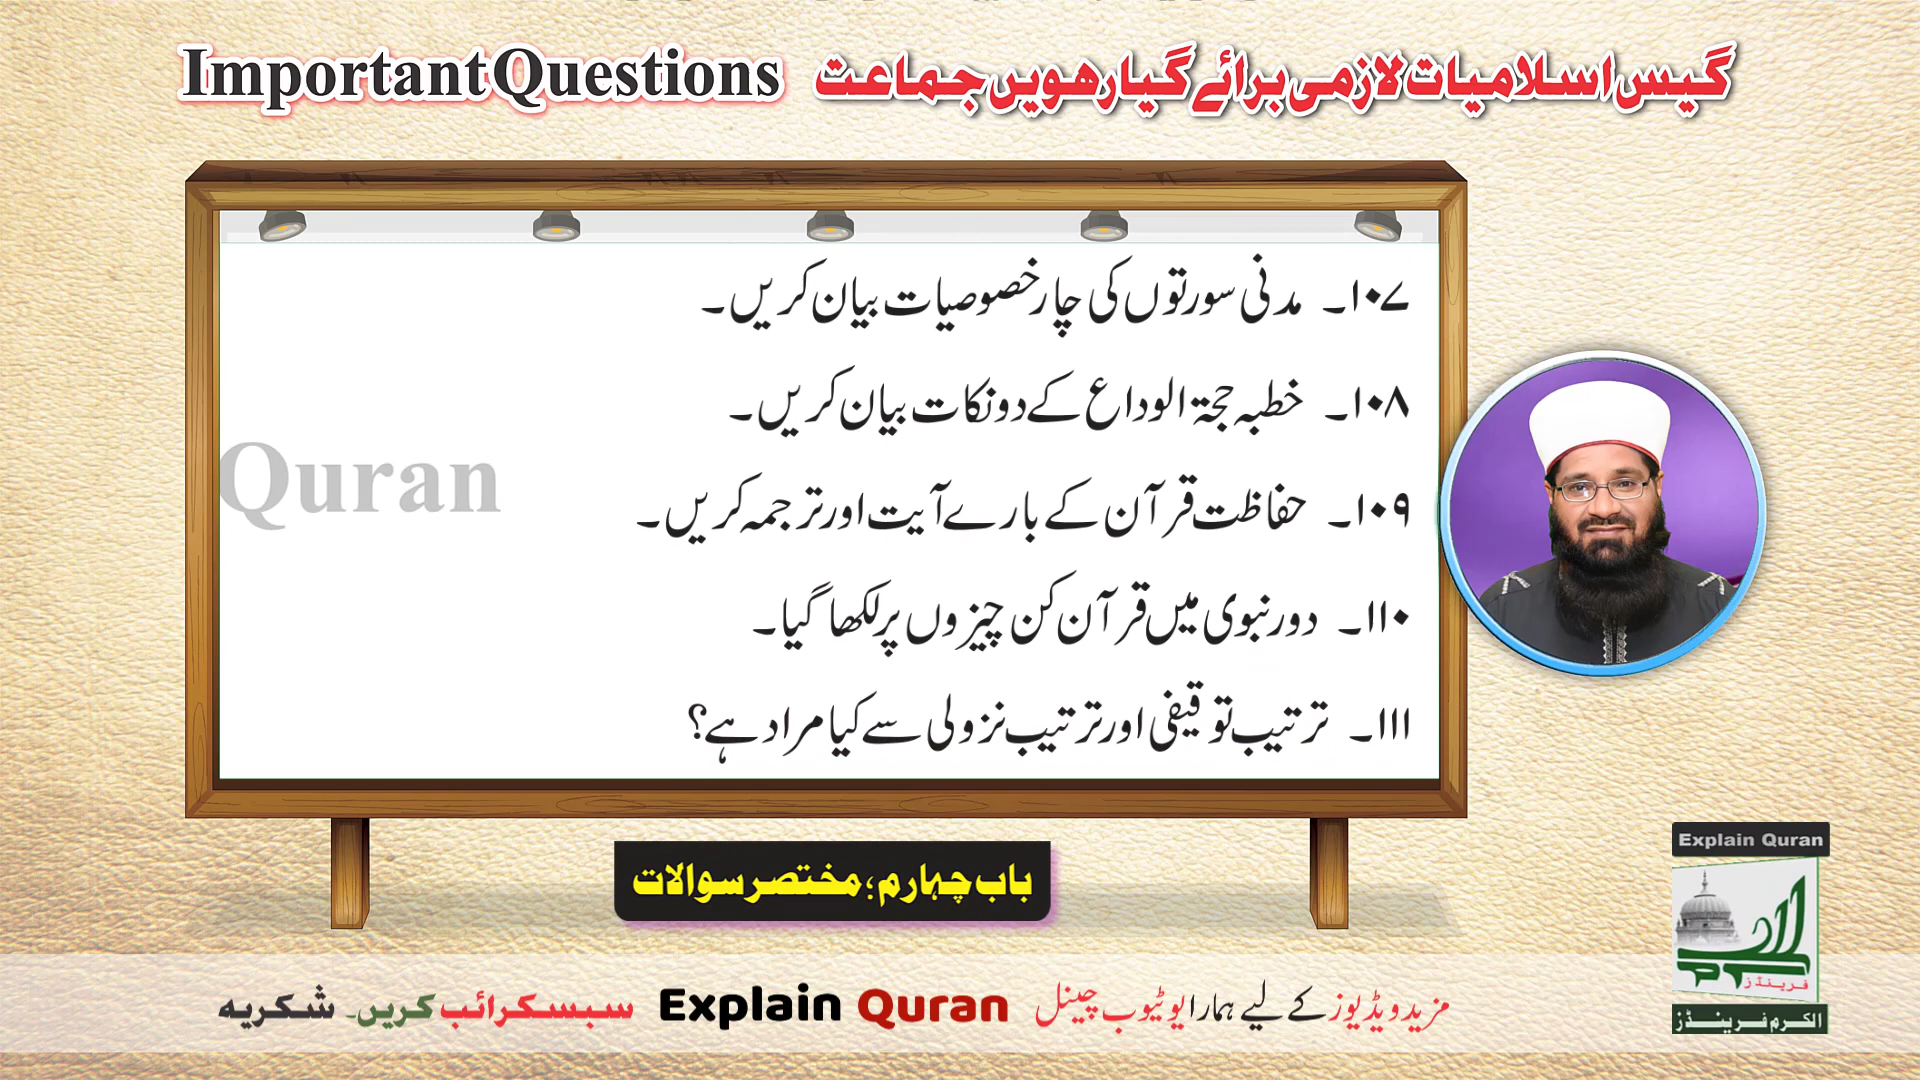 گیس اسلامیات لازمی برائے گیارھویں جماعت Important Questions
۱۰۷۔ مدنی سورتوں کی چار خصوصیات بیان کریں۔
۱۰۸۔ خطبہ حجۃ الوداع کے دو نکات بیان کریں۔
Quran
۱۰۹۔ حفاظت قرآن کے بارے آیت اور ترجمہ کریں۔
۱۱۰۔ دور نبوی میں قرآن کن چیزوں پر لکھا گیا۔
۱۱۱۔ ترتیب توقیفی اور ترتیب نزولی سے کیا مراد ہے؟
باب چہارم؛ مختصر سوالات
Explain Quran
فرینڈز
الکرم فرینڈز
مزید ویڈیوز کے لیے ہمارا یوٹیوب چینل Explain Quran سبسکرائب کریں۔ شکریہ